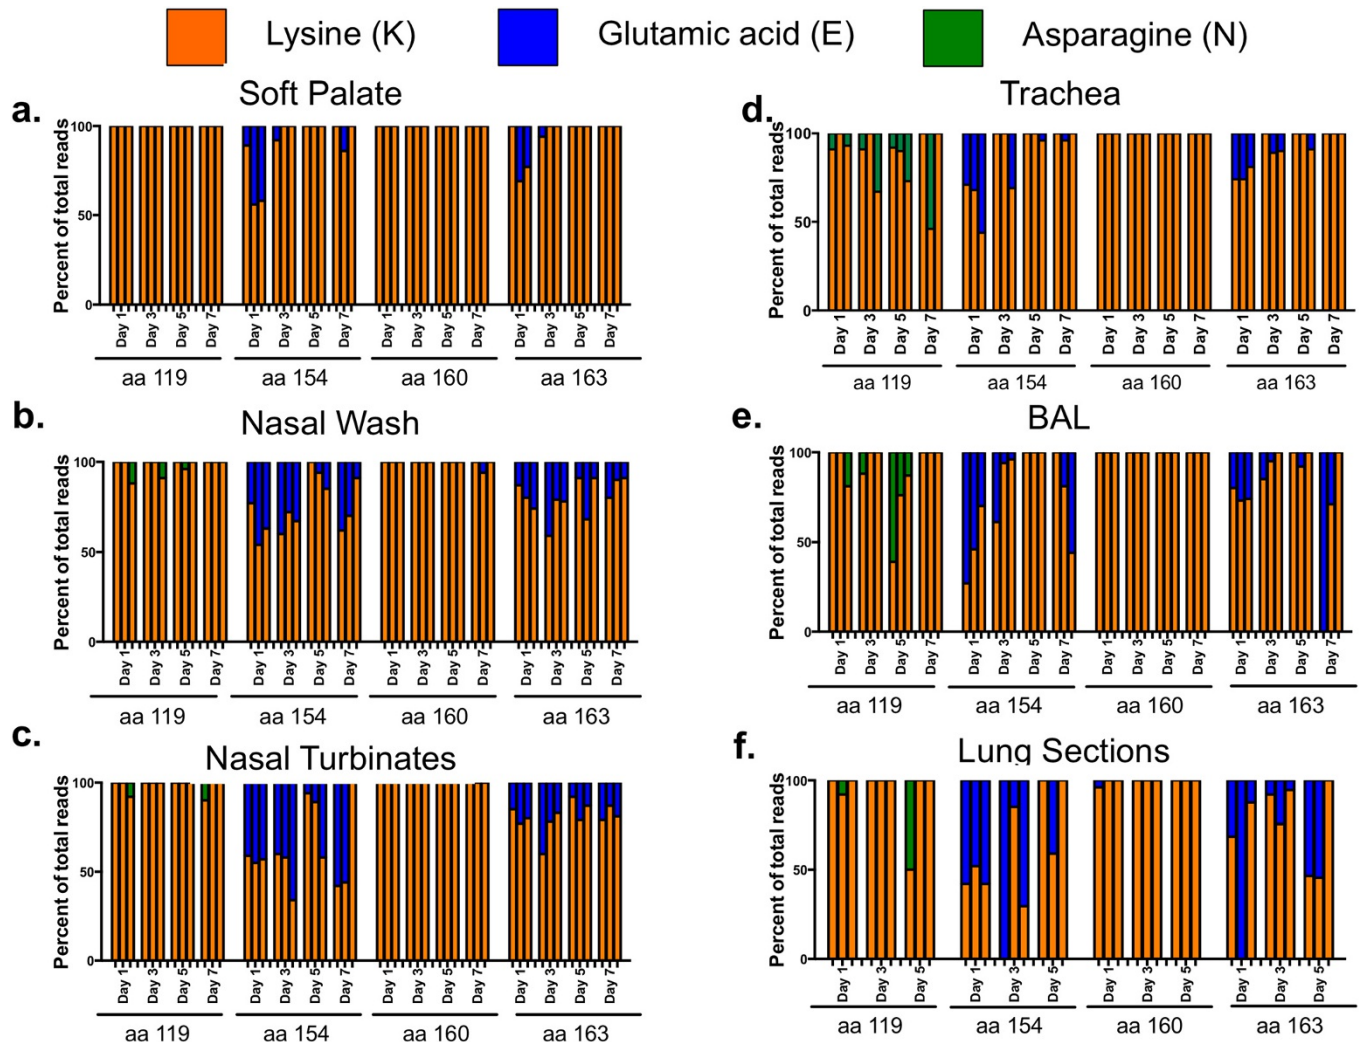 Lysine (K) Glutamic acid (E) Asparagine (N)
a. Soft Palate
Percent of total reads
100
50
0
Day 1 Day 3 Day 5 Day 7 Day 1 Day 3 Day 5 Day 7 Day 1 Day 3 Day 5 Day 7 Day 1 Day 3 Day 5 Day 7
aa 119 aa 154 aa 160 aa 163
b. Nasal Wash
Percent of total reads
100
50
0
Day 1 Day 3 Day 5 Day 7 Day 1 Day 3 Day 5 Day 7 Day 1 Day 3 Day 5 Day 7 Day 1 Day 3 Day 5 Day 7
aa 119 aa 154 aa 160 aa 163
c. Nasal Turbinates
Percent of total reads
100
50
0
Day 1 Day 3 Day 5 Day 7 Day 1 Day 3 Day 5 Day 7 Day 1 Day 3 Day 5 Day 7 Day 1 Day 3 Day 5 Day 7
aa 119 aa 154 aa 160 aa 163
d. Trachea
Percent of total reads
100
50
0
Day 1 Day 3 Day 5 Day 7 Day 1 Day 3 Day 5 Day 7 Day 1 Day 3 Day 5 Day 7 Day 1 Day 3 Day 5 Day 7
aa 119 aa 154 aa 160 aa 163
e. BAL
Percent of total reads
100
50
0
Day 1 Day 3 Day 5 Day 7 Day 1 Day 3 Day 5 Day 7 Day 1 Day 3 Day 5 Day 7 Day 1 Day 3 Day 5 Day 7
aa 119 aa 154 aa 160 aa 163
f. Lung Sections
Percent of total reads
100
50
0
Day 1 Day 3 Day 5 Day 1 Day 3 Day 5 Day 1 Day 3 Day 5 Day 1 Day 3 Day 5
aa 119 aa 154 aa 160 aa 163